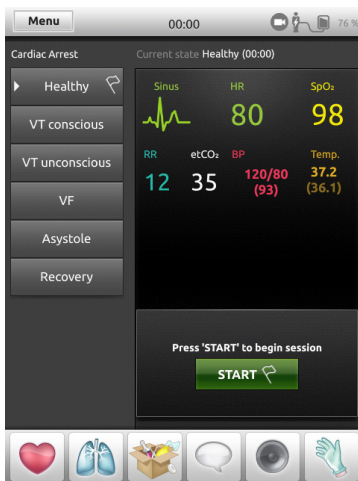 Menu
00:00
76 %
Cardiac Arrest
Current state Healthy (00:00)
Healthy
VT conscious
VT unconscious
VF
Asystole
Recovery
Sinus HR SpO₂
80 98
RR etCO₂ BP Temp.
12 35 120/80 37.2
(93) (36.1)
Press 'START' to begin session
START